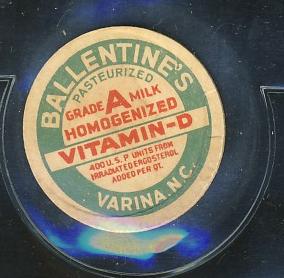 BALLENTINE'S
PASTEURIZED
GRADE A MILK
HOMOGENIZED
VITAMIN-D
400 U.S.P UNITS FROM
IRRADIATED ERGOSTEROL
ADDED PER QT.
VARINA, N.C.